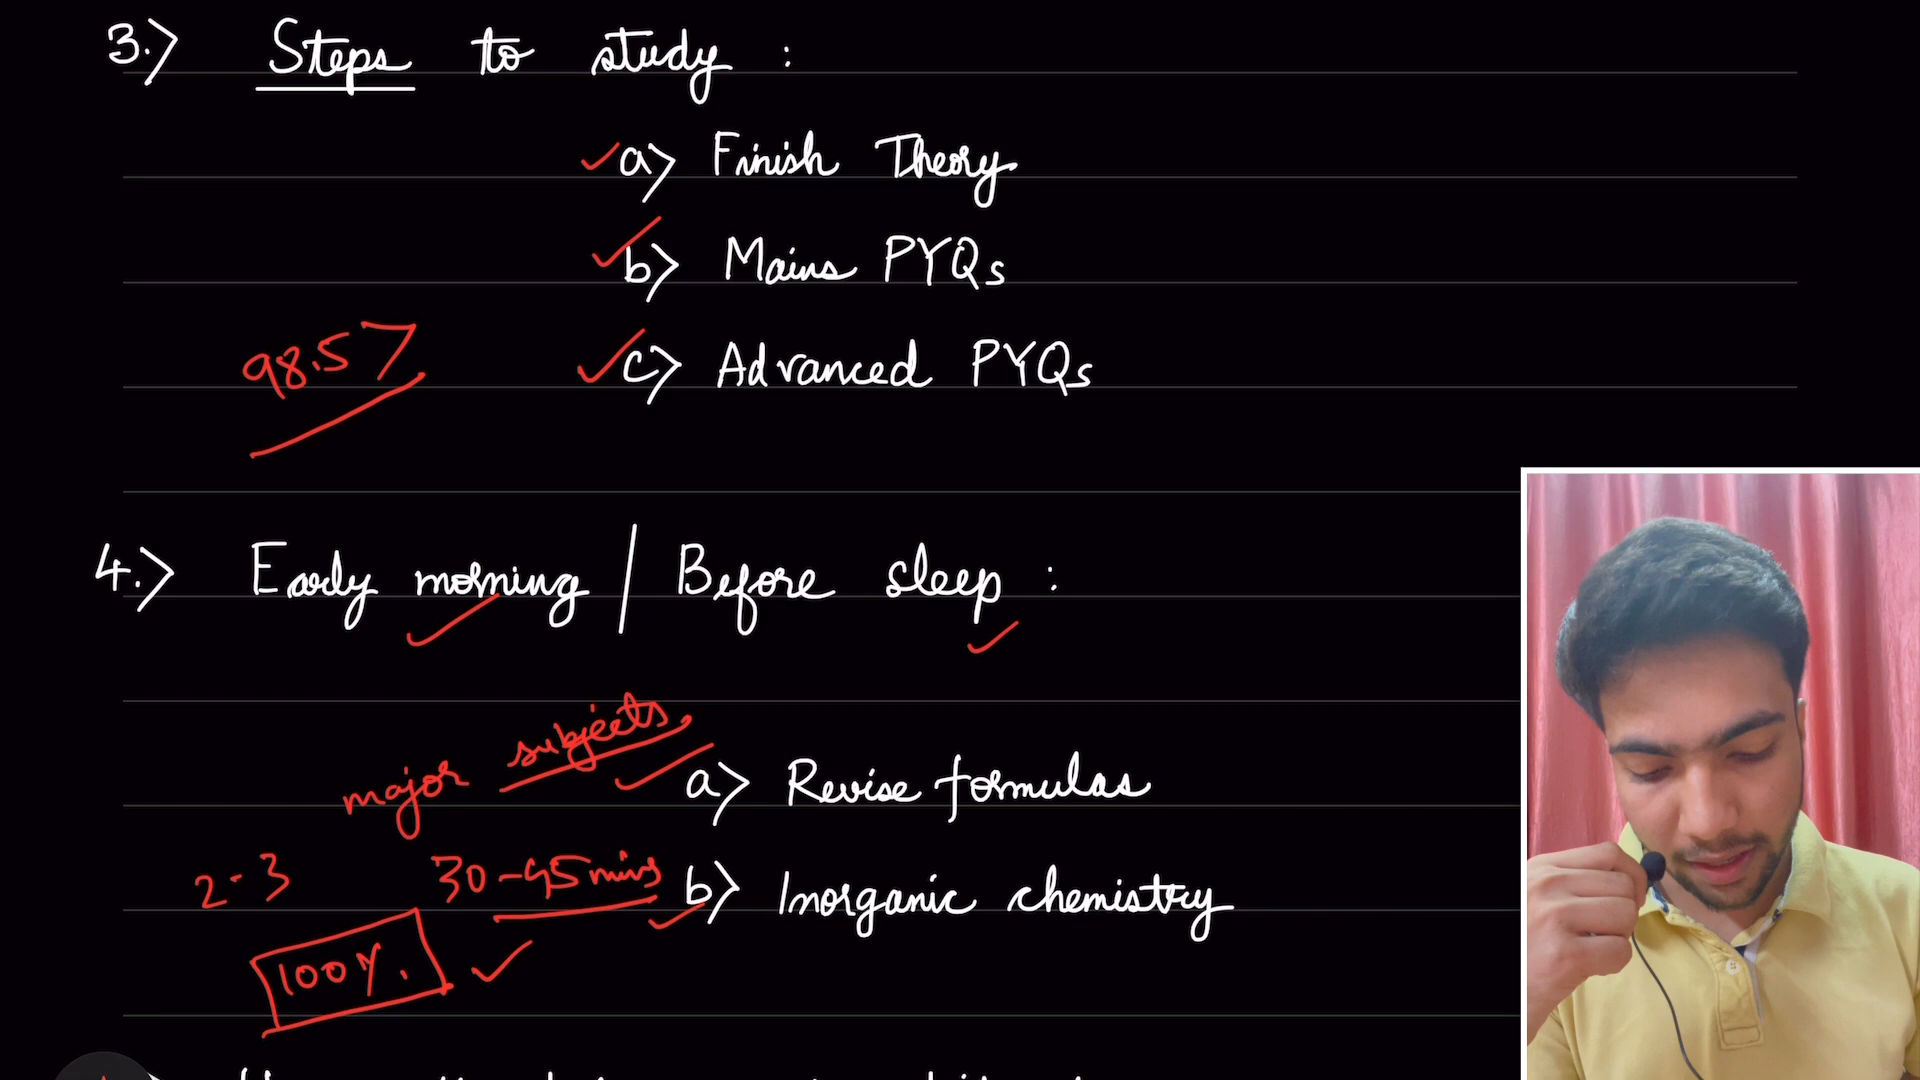 3.) Steps to study :
a) Finish Theory
b) Mains PYQs
98.57
c) Advanced PYQs
4.) Early morning / Before sleep :
major subjects
a) Revise formulas
2-3 30-45 mins
b) Inorganic chemistry
100%.